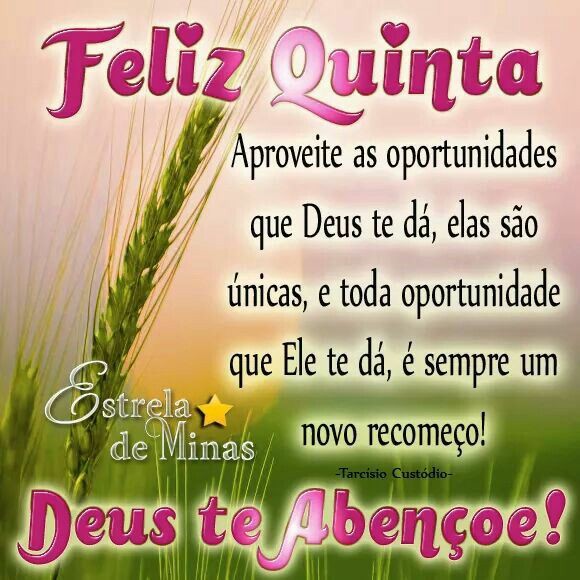 Feliz Quinta
Aproveite as oportunidades
que Deus te dá, elas são
únicas, e toda oportunidade
que Ele te dá, é sempre um
novo recomeço!
-Tarcísio Custódio-
Estrela
de Minas
Deus te Abençoe!